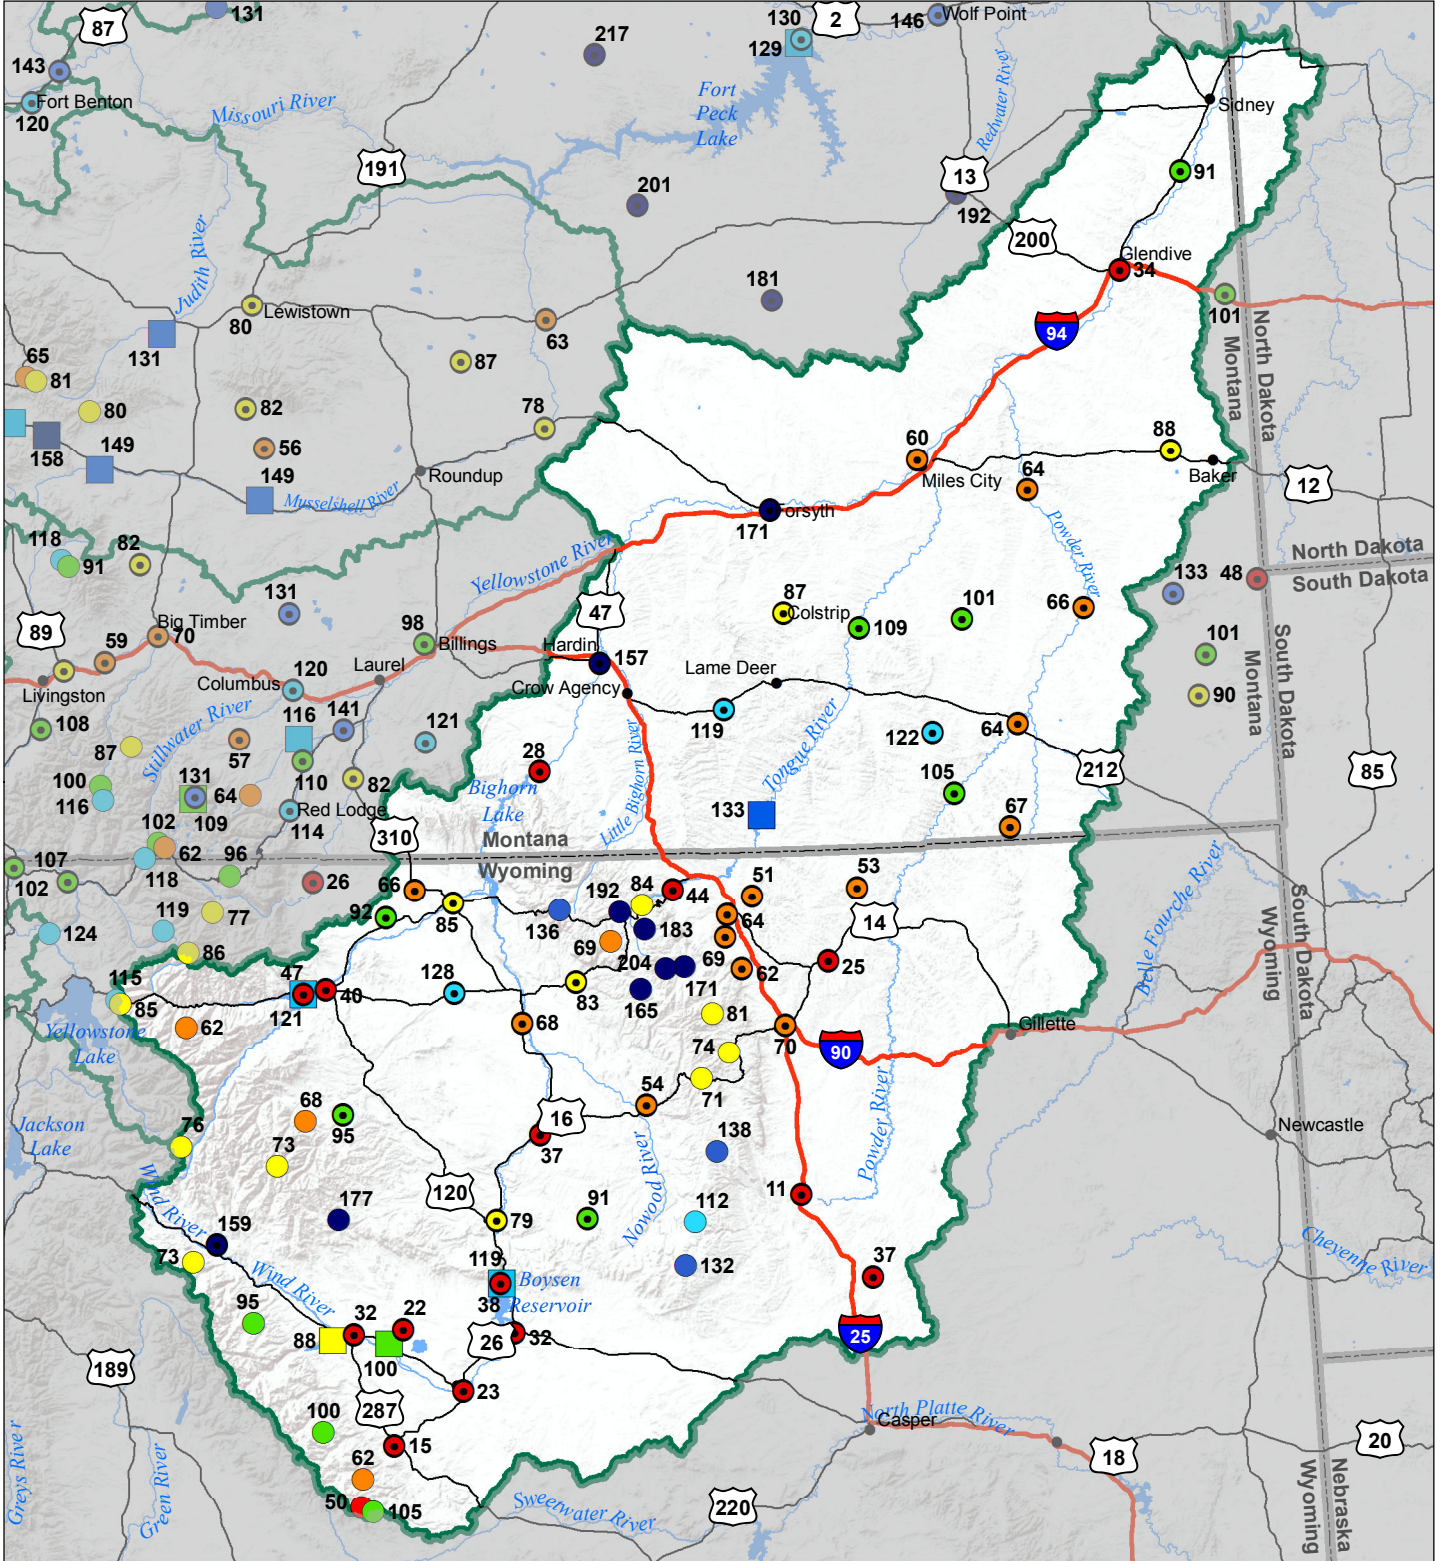 131
87
217
130
2
146
Wolf Point
129
143
Fort Benton
120
Missouri River
Fort
Peck
Lake
Redwater River
Sidney
191
13
91
201
192
Judith River
200
Glendive
34
181
101
Lewistown
80
63
94
131
North Dakota
Montana
65
81
87
80
82
78
158
149
56
149
60
88
64
Roundup
Musselshell River
Miles City
Baker
12
Forsyth
171
Powder River
118
91
82
Yellowstone River
North Dakota
South Dakota
131
133
48
89
Big Timber
70
59
98
Billings
47
87
Colstrip
109
101
66
Hardin
157
101
Livingston
Columbus
120
Laurel
Crow Agency
Lame Deer
90
South Dakota
Montana
108
Stillwater River
116
141
121
119
122
64
87
57
110
82
Little Bighorn River
Tongue River
28
212
85
100
116
131
64
109
Red Lodge
114
Bighorn
Lake
133
105
67
102
62
96
310
Montana
Wyoming
107
102
118
26
66
84
44
51
53
Belle Fourche River
South Dakota
Wyoming
119
77
92
85
136
192
183
64
14
124
86
69
69
25
115
85
47
40
128
83
204
171
62
121
165
62
68
81
Yellowstone
Lake
74
70
90
Gillette
68
95
54
71
Powder River
Jackson
Lake
76
73
16
37
138
Newcastle
Wind River
120
Nowood River
11
177
79
91
112
159
73
119
132
37
Cheyenne River
Wind River
Boysen
Reservoir
38
95
32
22
88
100
26
32
25
189
23
287
100
15
North Platte River
Casper
18
20
62
Greys River
Green River
50
105
Sweetwater River
220
Nebraska
Wyoming